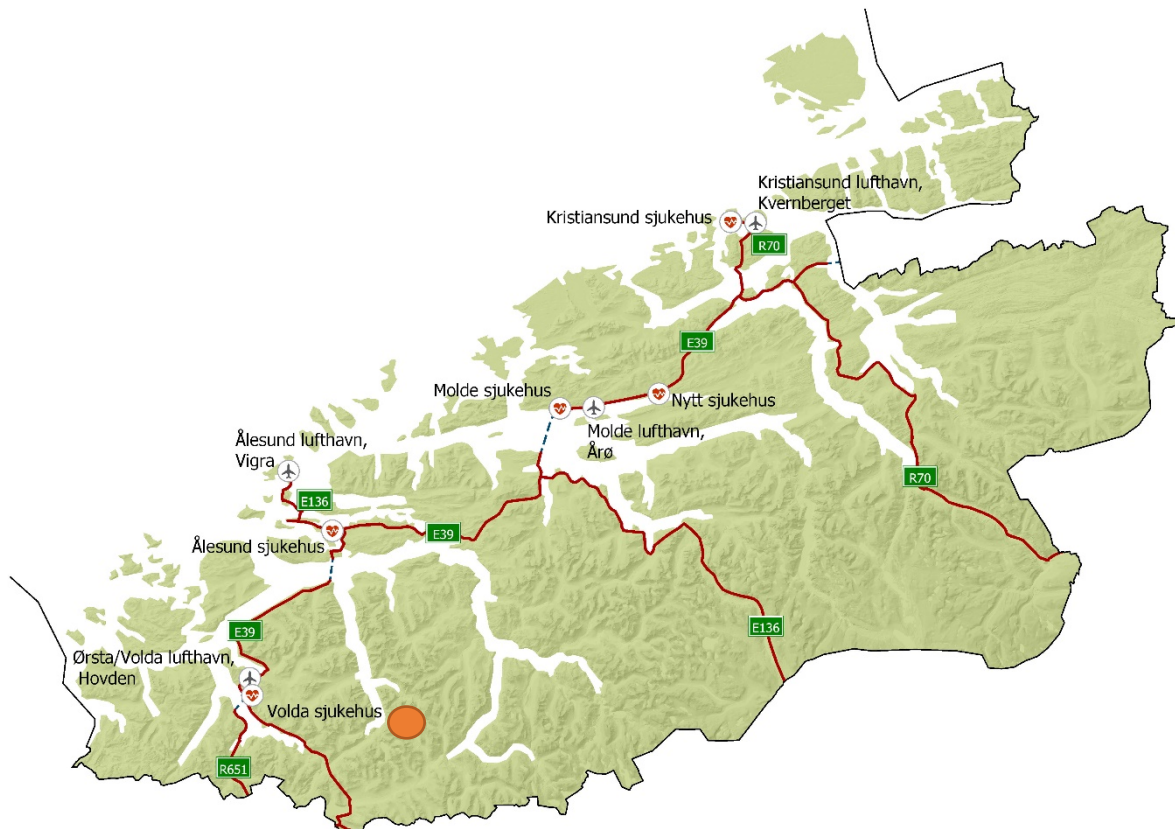 Kristiansund lufthavn,
Kvernberget
Kristiansund sjukehus
R70
E39
Molde sjukehus
Nytt sjukehus
Molde lufthavn,
Årø
Ålesund lufthavn,
Vigra
R70
E136
E39
Ålesund sjukehus
E136
E39
Ørsta/Volda lufthavn,
Hovden
Volda sjukehus
R651